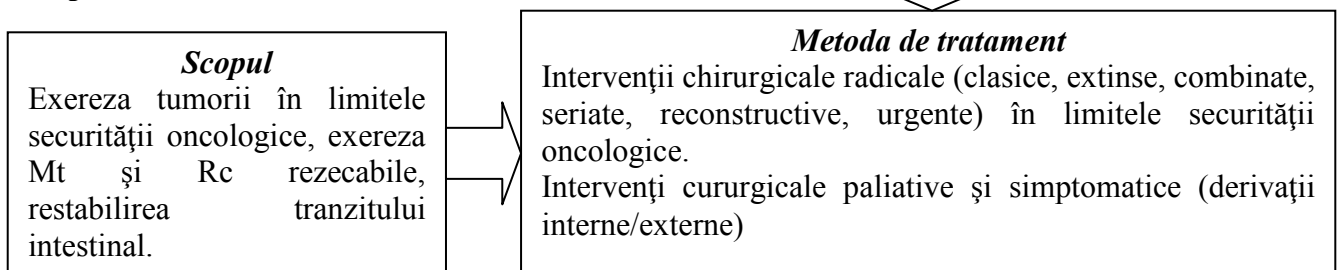 Scopul
Exereza tumorii în limitele
securităţii oncologice, exereza
Mt şi Rc rezecabile,
restabilirea tranzitului
intestinal.
Metoda de tratament
Intervenţii chirurgicale radicale (clasice, extinse, combinate,
seriate, reconstructive, urgente) în limitele securităţii
oncologice.
Intervenţi cururgicale paliative şi simptomatice (derivaţii
interne/externe)